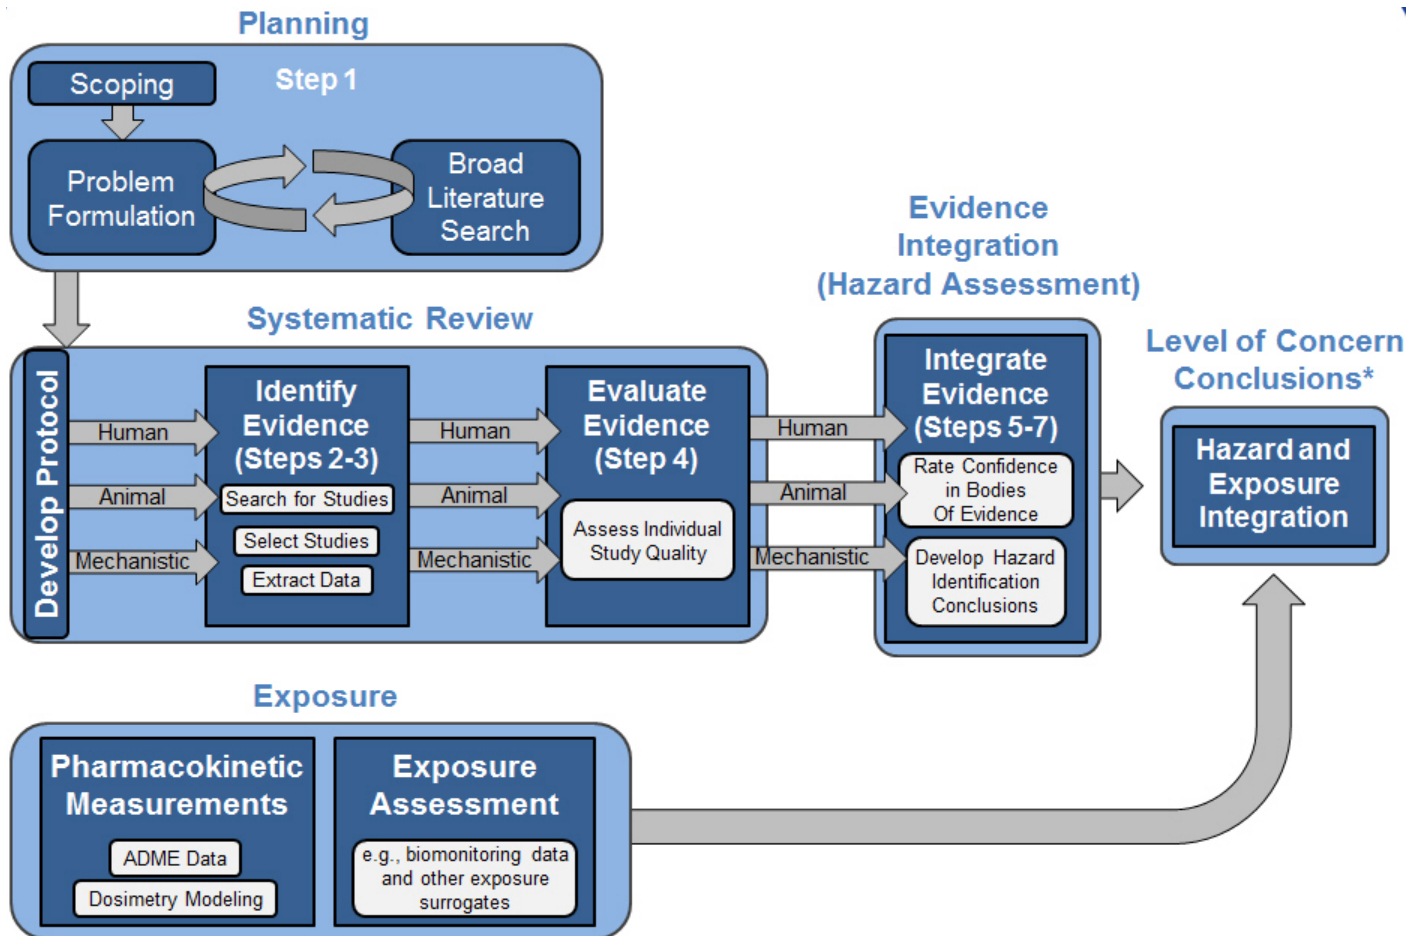 Planning
Step 1
Scoping
Problem
Formulation
Broad
Literature
Search
Systematic Review
Develop Protocol
Human
Animal
Mechanistic
Identify
Evidence
(Steps 2-3)
Search for Studies
Select Studies
Extract Data
Human
Animal
Mechanistic
Evaluate
Evidence
(Step 4)
Assess Individual
Study Quality
Human
Animal
Mechanistic
Evidence
Integration
(Hazard Assessment)
Integrate
Evidence
(Steps 5-7)
Rate Confidence
in Bodies
Of Evidence
Develop Hazard
Identification
Conclusions
Level of Concern
Conclusions*
Hazard and
Exposure
Integration
Exposure
Pharmacokinetic
Measurements
ADME Data
Dosimetry Modeling
Exposure
Assessment
e.g., biomonitoring data
and other exposure
surrogates